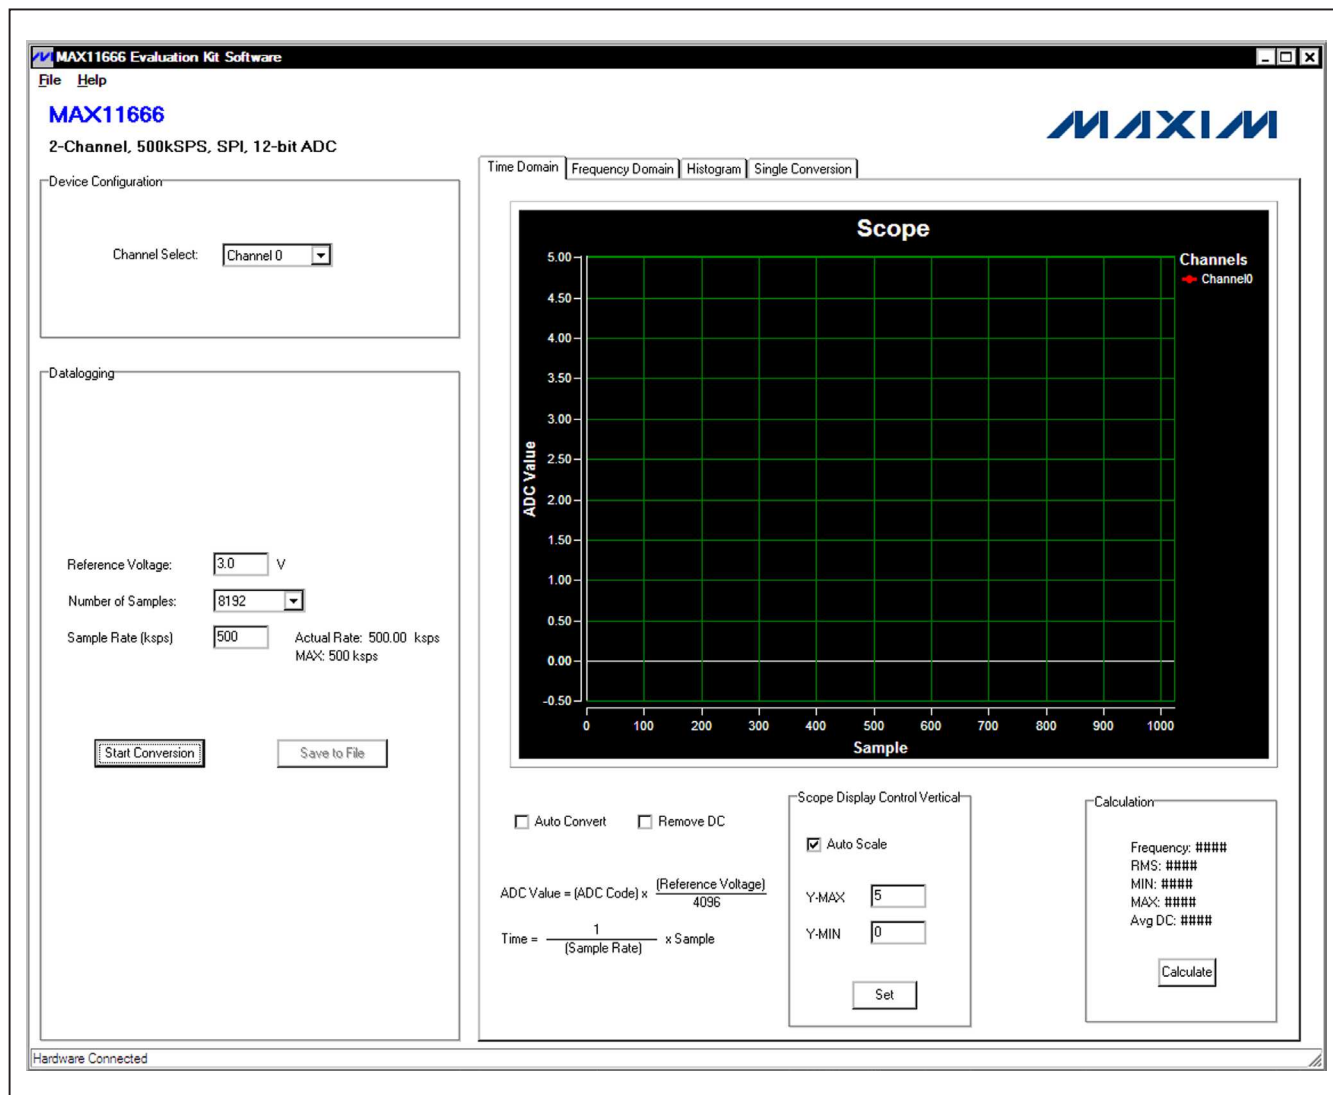 MAX11666 Evaluation Kit Software
File Help
MAX11666
2-Channel, 500kSPS, SPI, 12-bit ADC
MAXIM
Device Configuration
Channel Select: Channel 0
Datalogging
Reference Voltage: 3.0 V
Number of Samples: 8192
Sample Rate (ksps) 500 Actual Rate: 500.00 ksps
MAX: 500 ksps
Start Conversion Save to File
Time Domain Frequency Domain Histogram Single Conversion
Scope
Channels
Channel0
ADC Value
5.00
4.50
4.00
3.50
3.00
2.50
2.00
1.50
1.00
0.50
0.00
-0.50
0 100 200 300 400 500 600 700 800 900 1000
Sample
Auto Convert Remove DC
ADC Value = (ADC Code) x (Reference Voltage)
4096
Time = 1 x Sample
(Sample Rate)
Scope Display Control Vertical
Auto Scale
Y-MAX 5
Y-MIN 0
Set
Calculation
Frequency: ####
RMS: ####
MIN: ####
MAX: ####
Avg DC: ####
Calculate
Hardware Connected